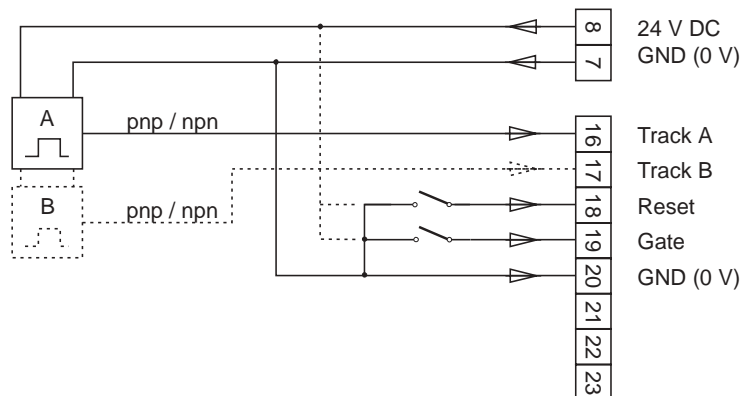 8 24 V DC
7 GND (0 V)
A
pnp / npn
16 Track A
17 Track B
B
pnp / npn
18 Reset
19 Gate
20 GND (0 V)
21
22
23